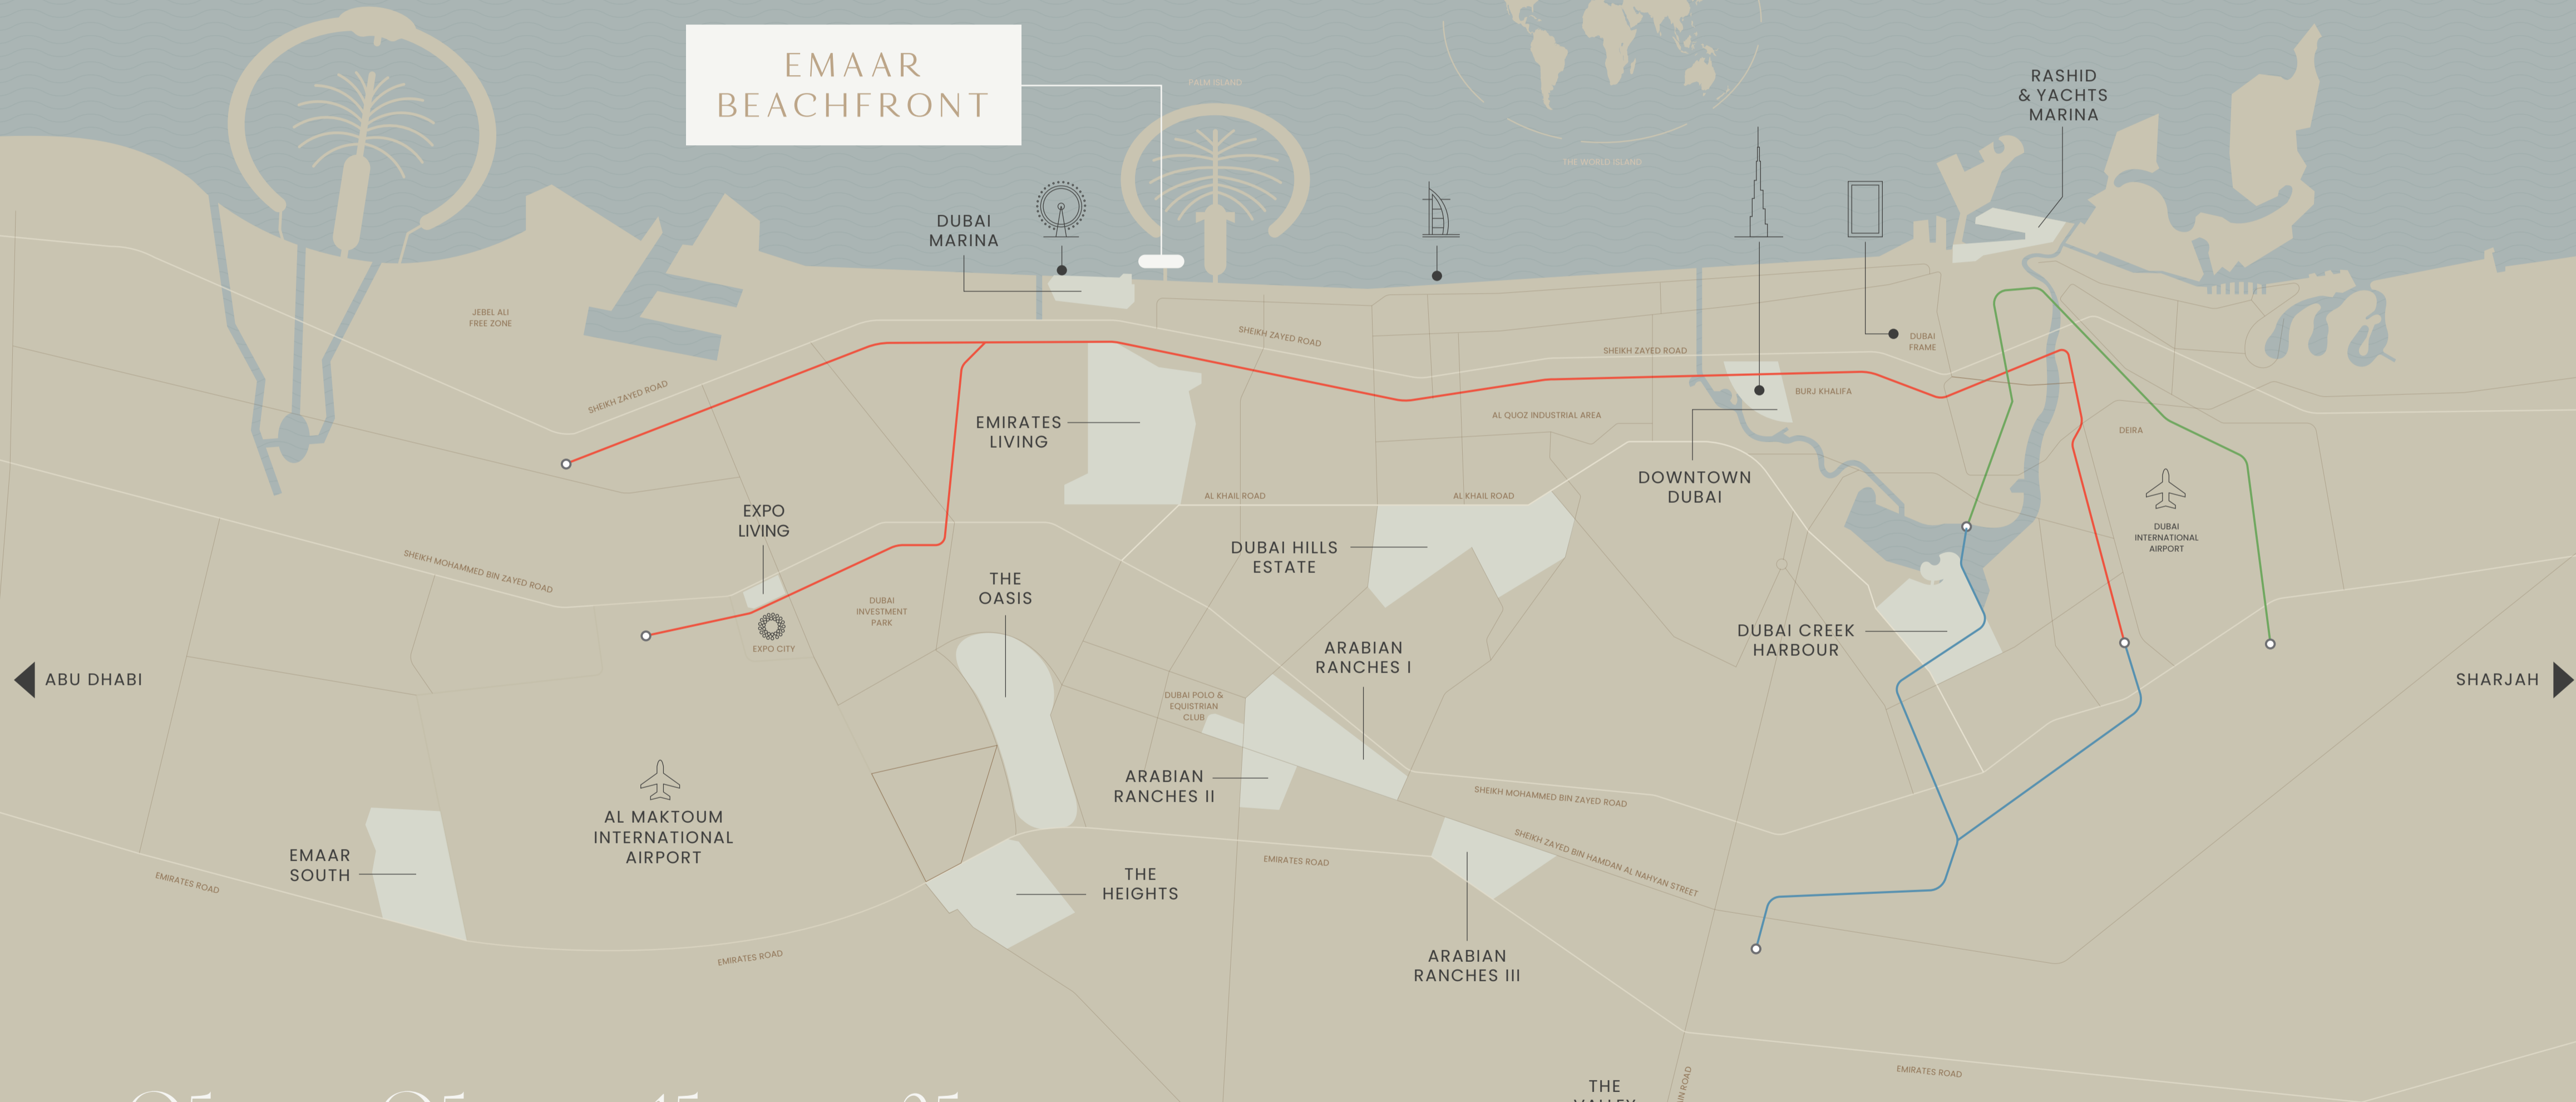 EMAAR
BEACHFRONT
PALM ISLAND
THE WORLD ISLAND
RASHID
& YACHTS
MARINA
DUBAI
MARINA
JEBEL ALI
FREE ZONE
SHEIKH ZAYED ROAD
SHEIKH ZAYED ROAD
SHEIKH ZAYED ROAD
DUBAI
FRAME
BURJ KHALIFA
AL QUOZ INDUSTRIAL AREA
EMIRATES
LIVING
DEIRA
DOWNTOWN
DUBAI
AL KHAIL ROAD
AL KHAIL ROAD
EXPO
LIVING
DUBAI
INTERNATIONAL
AIRPORT
DUBAI HILLS
ESTATE
SHEIKH MOHAMMED BIN ZAYED ROAD
THE
OASIS
DUBAI
INVESTMENT
PARK
EXPO CITY
DUBAI CREEK
HARBOUR
ARABIAN
RANCHES I
ABU DHABI
SHARJAH
DUBAI POLO &
EQUISTRIAN
CLUB
ARABIAN
RANCHES II
SHEIKH MOHAMMED BIN ZAYED ROAD
AL MAKTOUM
INTERNATIONAL
AIRPORT
SHEIKH ZAYED BIN HAMDAN AL NAHYAN STREET
EMAAR
SOUTH
EMIRATES ROAD
EMIRATES ROAD
THE
HEIGHTS
EMIRATES ROAD
ARABIAN
RANCHES III
EMIRATES ROAD
THE
ROAD